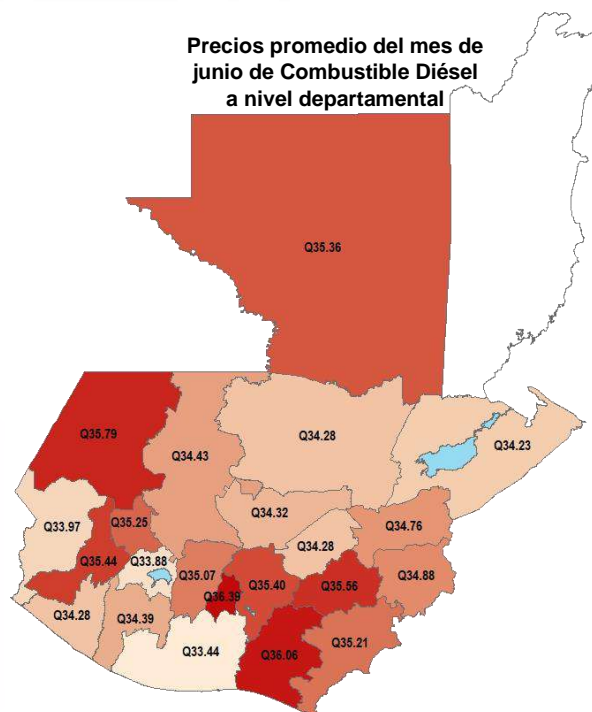 Precios promedio del mes de
junio de Combustible Diésel
a nivel departamental
Q35.36
Q35.79
Q34.43
Q34.28
Q34.23
Q33.97
Q35.25
Q34.32
Q34.76
Q35.44
Q33.88
Q35.07
Q34.28
Q34.88
Q36.39
Q35.40
Q35.56
Q34.28
Q34.39
Q35.21
Q33.44
Q36.06